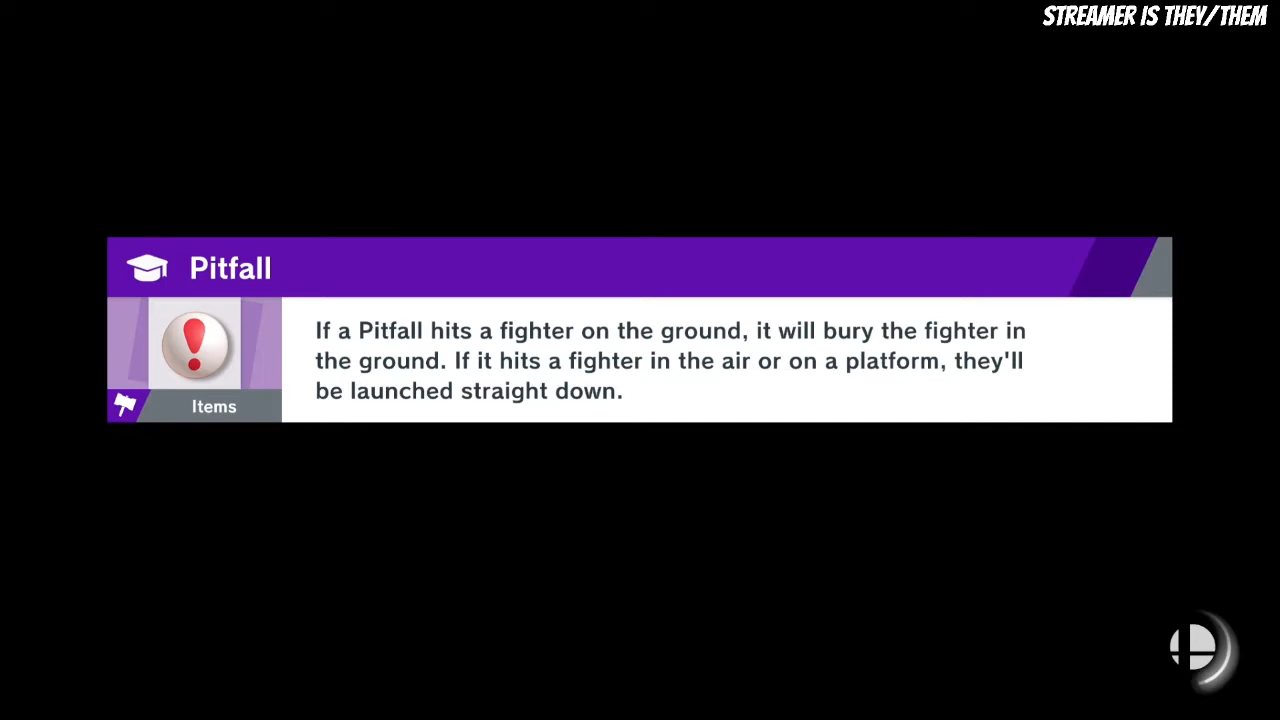 STREAMER IS THEY/THEM
Pitfall
If a Pitfall hits a fighter on the ground, it will bury the fighter in
the ground. If it hits a fighter in the air or on a platform, they'll
be launched straight down.
Items